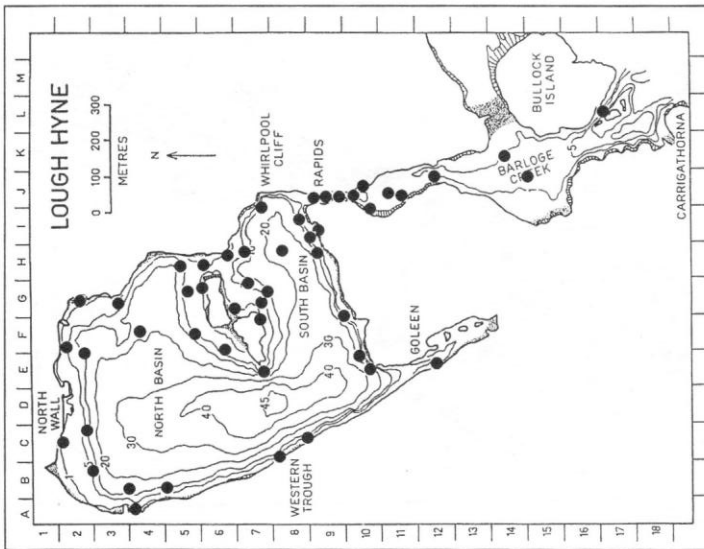 LOUGH HYNE
0 100 200 300
METRES
N
NORTH
WALL
NORTH BASIN
WHIRLPOOL
CLIFF
RAPIDS
SOUTH BASIN
WESTERN
TROUGH
GOLEEN
BARLOGE
CREEK
BULLOCK
ISLAND
CARRIGATHORNA
1
5
20
30
40
45
20
30
40
5
A B C D E F G H I J K L M
1 2 3 4 5 6 7 8 9 10 11 12 13 14 15 16 17 18